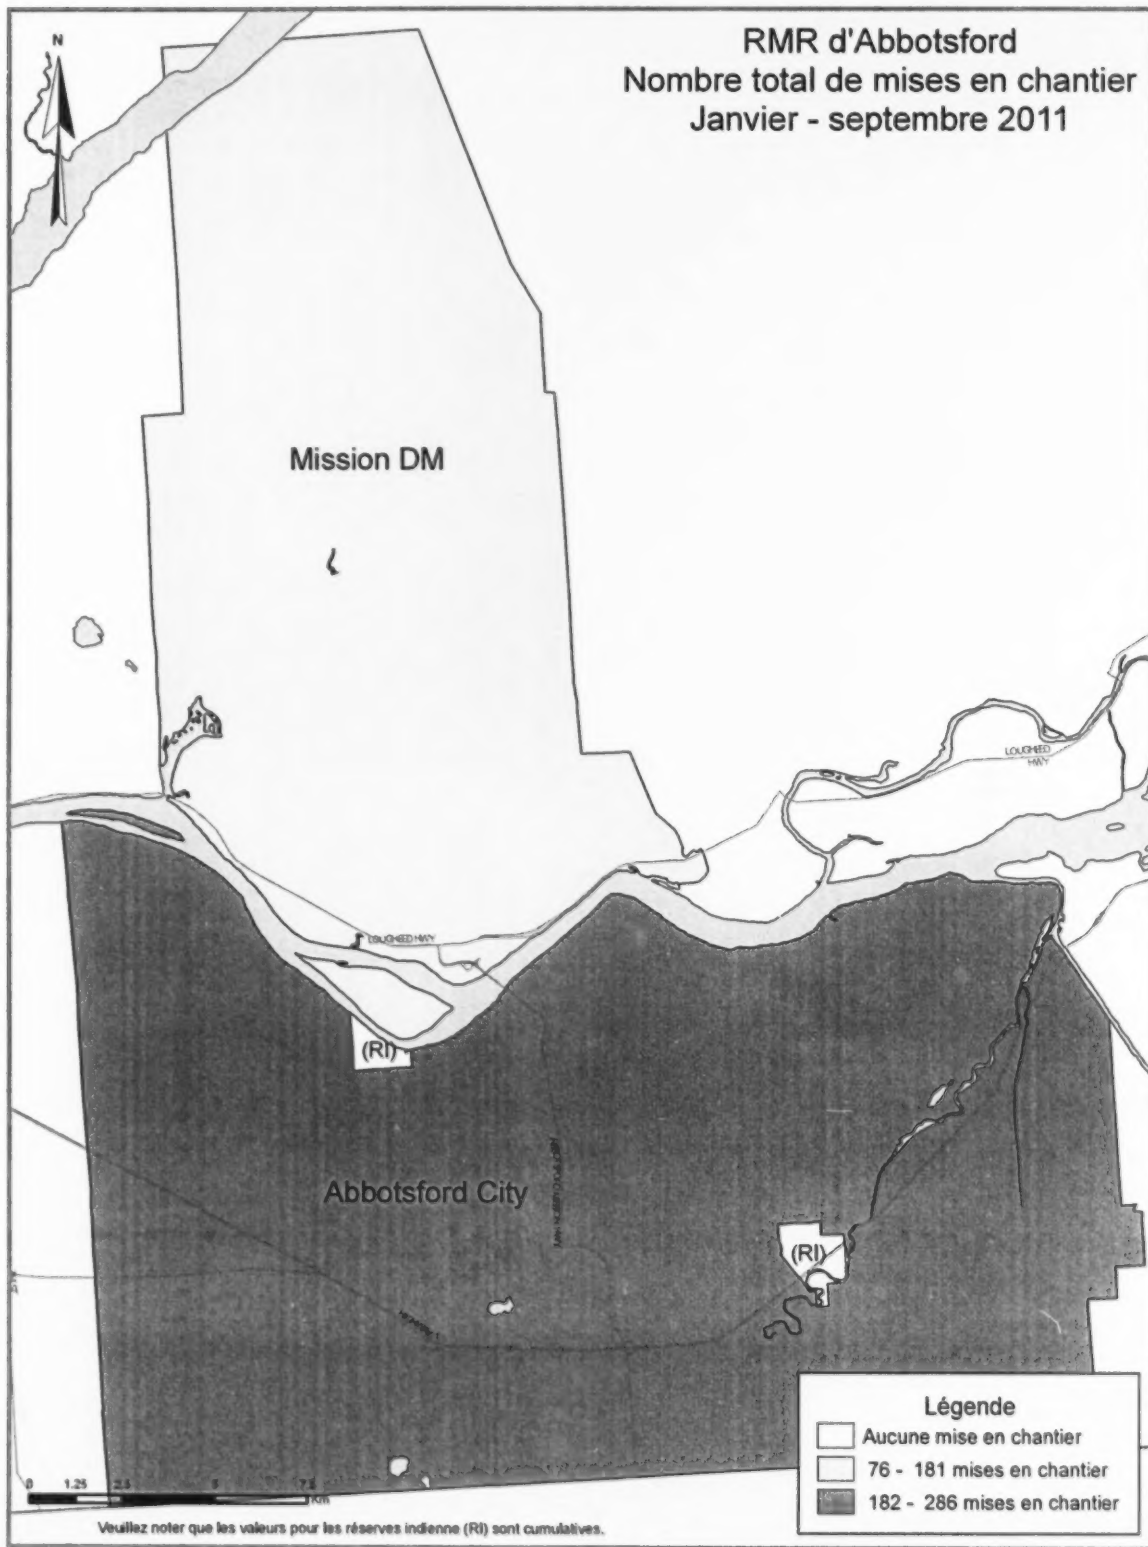 N
RMR d'Abbotsford
Nombre total de mises en chantier
Janvier - septembre 2011
Mission DM
LOUGHEED
HWY
LOUGHEED HWY
(RI)
Abbotsford City
(RI)
Légende
Aucune mise en chantier
76 - 181 mises en chantier
182 - 286 mises en chantier
0 1.25 2.5 5 7.5
Km
Veuillez noter que les valeurs pour les réserves indienne (RI) sont cumulatives.